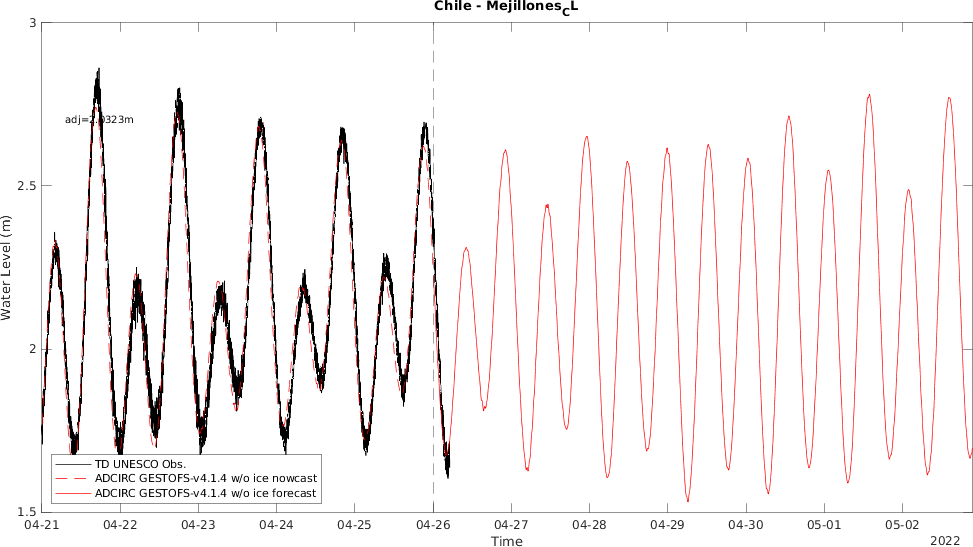 Chile - Mejillones_CL
3
adj=2.0323m
2.5
Water Level (m)
2
TD UNESCO Obs.
ADCIRC GESTOFS-v4.1.4 w/o ice nowcast
ADCIRC GESTOFS-v4.1.4 w/o ice forecast
1.5
04-21 04-22 04-23 04-24 04-25 04-26 04-27 04-28 04-29 04-30 05-01 05-02
Time
2022